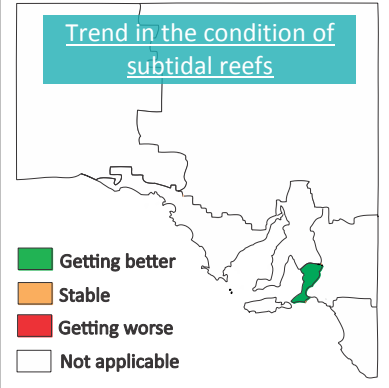 Trend in the condition of
subtidal reefs
Getting better
Stable
Getting worse
Not applicable